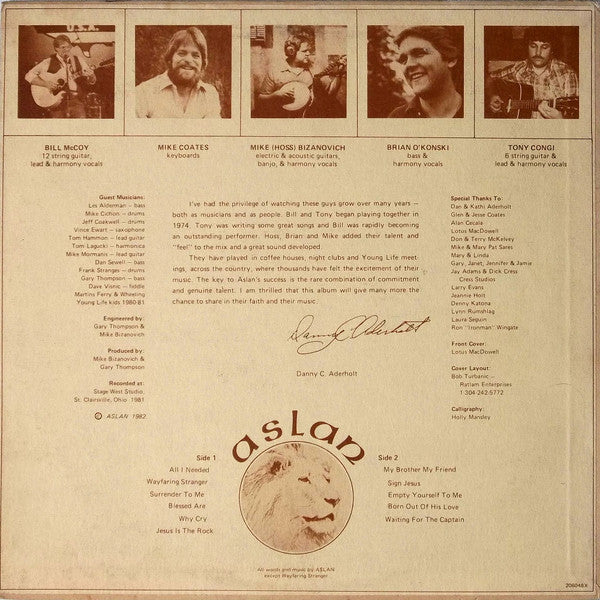 U.S.A.
BILL McCOY
12 string guitar,
lead & harmony vocals
MIKE COATES
keyboards
MIKE (HOSS) BIZANOVICH
electric & acoustic guitars,
banjo, & harmony vocals
BRIAN O'KONSKI
bass &
harmony vocals
TONY CONGI
6 string guitar &
lead & harmony vocals
Guest Musicians:
Les Alderman – bass
Mike Cichon – drums
Jeff Coakwell – drums
Vince Ewart – saxophone
Tom Hammon – lead guitar
Tom Lagucki – harmonica
Mike Mormanis – lead guitar
Dan Sewell – bass
Frank Stranges – drums
Gary Thompson – bass
Dave Visnic – fiddle
Martins Ferry & Wheeling
Young Life kids 1980-81
Engineered by:
Gary Thompson &
Mike Bizanovich
Produced by:
Mike Bizanovich &
Gary Thompson
Recorded at:
Stage West Studio,
St. Clairsville, Ohio 1981
© ASLAN 1982
I've had the privilege of watching these guys grow over many years –
both as musicians and as people. Bill and Tony began playing together in
1974. Tony was writing some great songs and Bill was rapidly becoming
an outstanding performer. Hoss, Brian and Mike added their talent and
"feel" to the mix and a great sound developed.
They have played in coffee houses, night clubs and Young Life meet-
ings, across the country, where thousands have felt the excitement of their
music. The key to Aslan's success is the rare combination of commitment
and genuine talent. I am thrilled that this album will give many more the
chance to share in their faith and their music.
Danny C. Aderholt
Danny C. Aderholt
Special Thanks To:
Dan & Kathi Aderholt
Glen & Jesse Coates
Alan Cecala
Lotus MacDowell
Don & Terry McKelvey
Mike & Mary Pat Sares
Gary, Janet, Jennifer & Jamie
Jay Adams & Dick Cress
Cress Studios
Larry Evans
Jeannie Holt
Denny Katona
Lynn Rumshlag
Laura Seguin
Ron "Ironman" Wingate
Front Cover:
Lotus MacDowell
Cover Layout:
Bob Turbanic –
Ratlam Enterprises
1-304-242-5772
Calligraphy:
Holly Mansley
aslan
Side 1
All I Needed
Wayfaring Stranger
Surrender To Me
Blessed Are
Why Cry
Jesus Is The Rock
Side 2
My Brother My Friend
Sign Jesus
Empty Yourself To Me
Born Out Of His Love
Waiting For The Captain
All words and music by ASLAN
except Wayfaring Stranger
206048X